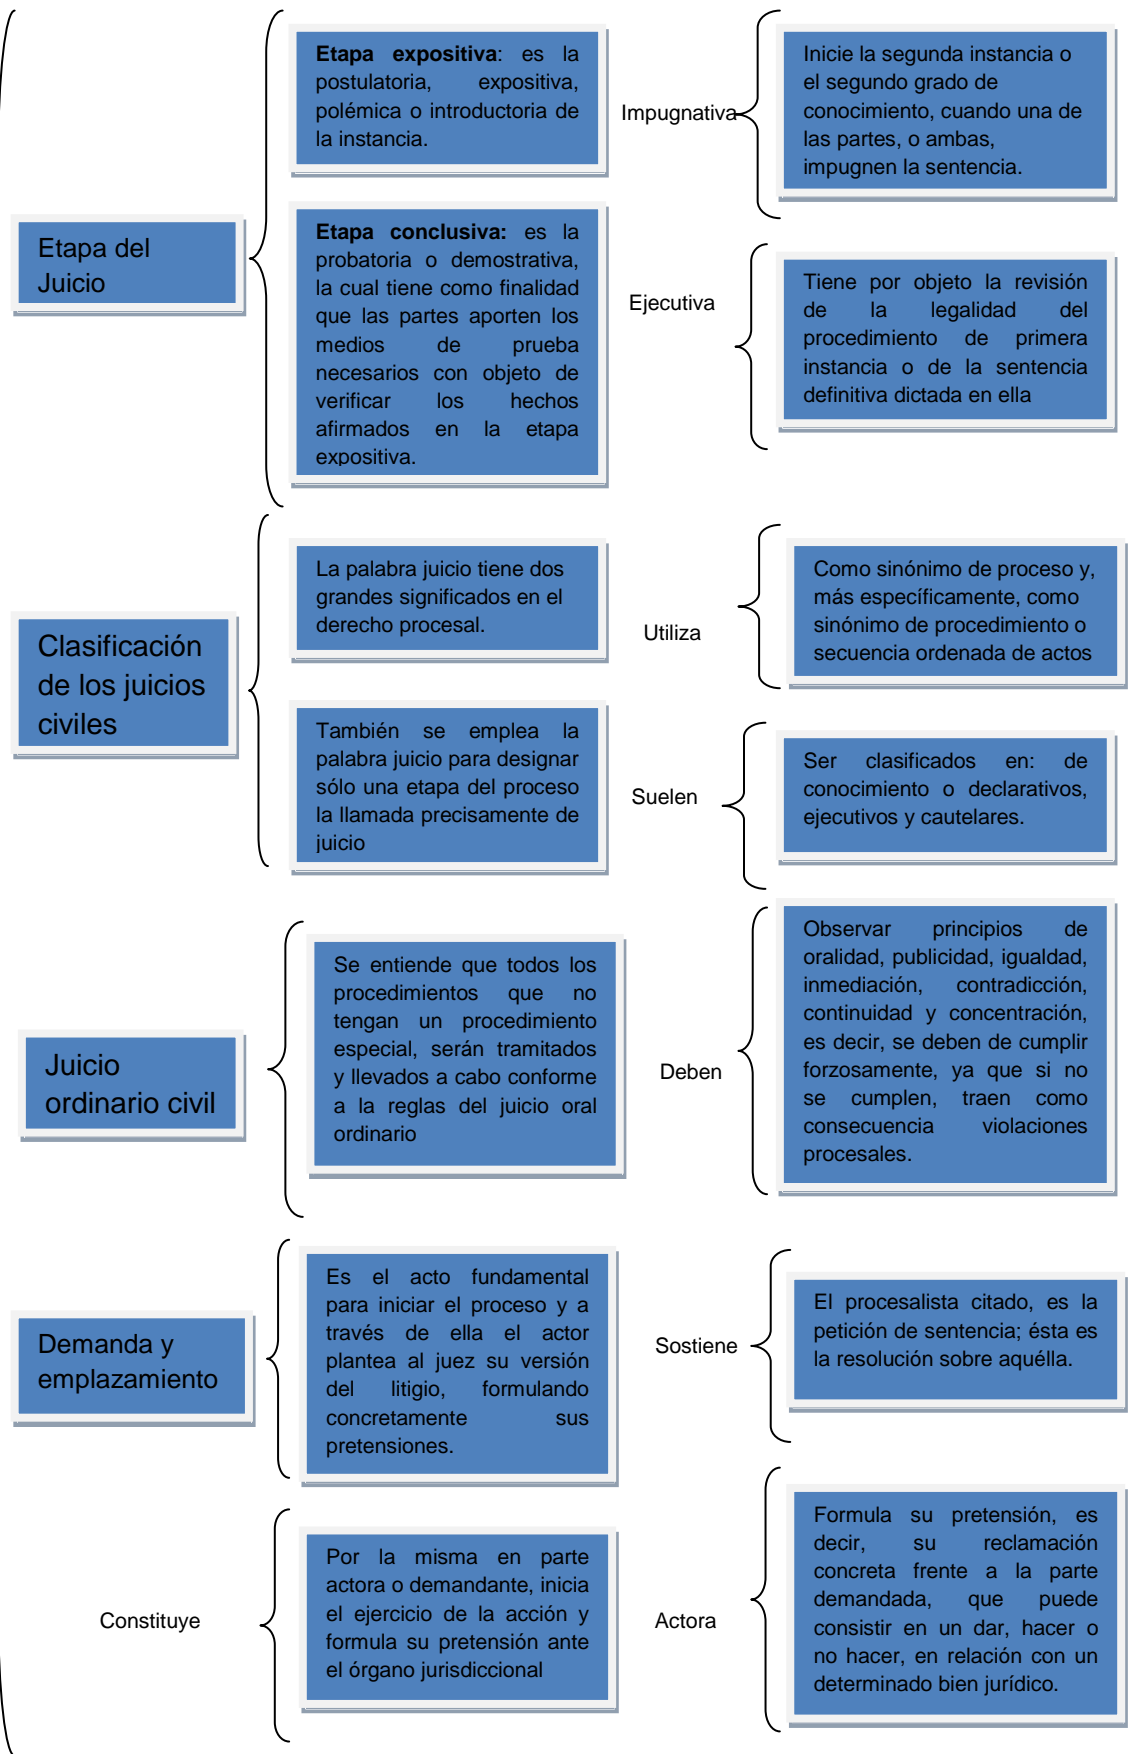 Etapa del
Juicio
Etapa expositiva: es la
postulatoria, expositiva,
polémica o introductoria de
la instancia.
Impugnativa
Inicie la segunda instancia o
el segundo grado de
conocimiento, cuando una de
las partes, o ambas,
impugnen la sentencia.
Etapa conclusiva: es la
probatoria o demostrativa,
la cual tiene como finalidad
que las partes aporten los
medios de prueba
necesarios con objeto de
verificar los hechos
afirmados en la etapa
expositiva.
Ejecutiva
Tiene por objeto la revisión
de la legalidad del
procedimiento de primera
instancia o de la sentencia
definitiva dictada en ella
Clasificación
de los juicios
civiles
La palabra juicio tiene dos
grandes significados en el
derecho procesal.
Utiliza
Como sinónimo de proceso y,
más específicamente, como
sinónimo de procedimiento o
secuencia ordenada de actos
También se emplea la
palabra juicio para designar
sólo una etapa del proceso
la llamada precisamente de
juicio
Suelen
Ser clasificados en: de
conocimiento o declarativos,
ejecutivos y cautelares.
Juicio
ordinario civil
Se entiende que todos los
procedimientos que no
tengan un procedimiento
especial, serán tramitados
y llevados a cabo conforme
a la reglas del juicio oral
ordinario
Deben
Observar principios de
oralidad, publicidad, igualdad,
inmediación, contradicción,
continuidad y concentración,
es decir, se deben de cumplir
forzosamente, ya que si no
se cumplen, traen como
consecuencia violaciones
procesales.
Demanda y
emplazamiento
Es el acto fundamental
para iniciar el proceso y a
través de ella el actor
plantea al juez su versión
del litigio, formulando
concretamente sus
pretensiones.
Sostiene
El procesalista citado, es la
petición de sentencia; ésta es
la resolución sobre aquélla.
Constituye
Por la misma en parte
actora o demandante, inicia
el ejercicio de la acción y
formula su pretensión ante
el órgano jurisdiccional
Actora
Formula su pretensión, es
decir, su reclamación
concreta frente a la parte
demandada, que puede
consistir en un dar, hacer o
no hacer, en relación con un
determinado bien jurídico.